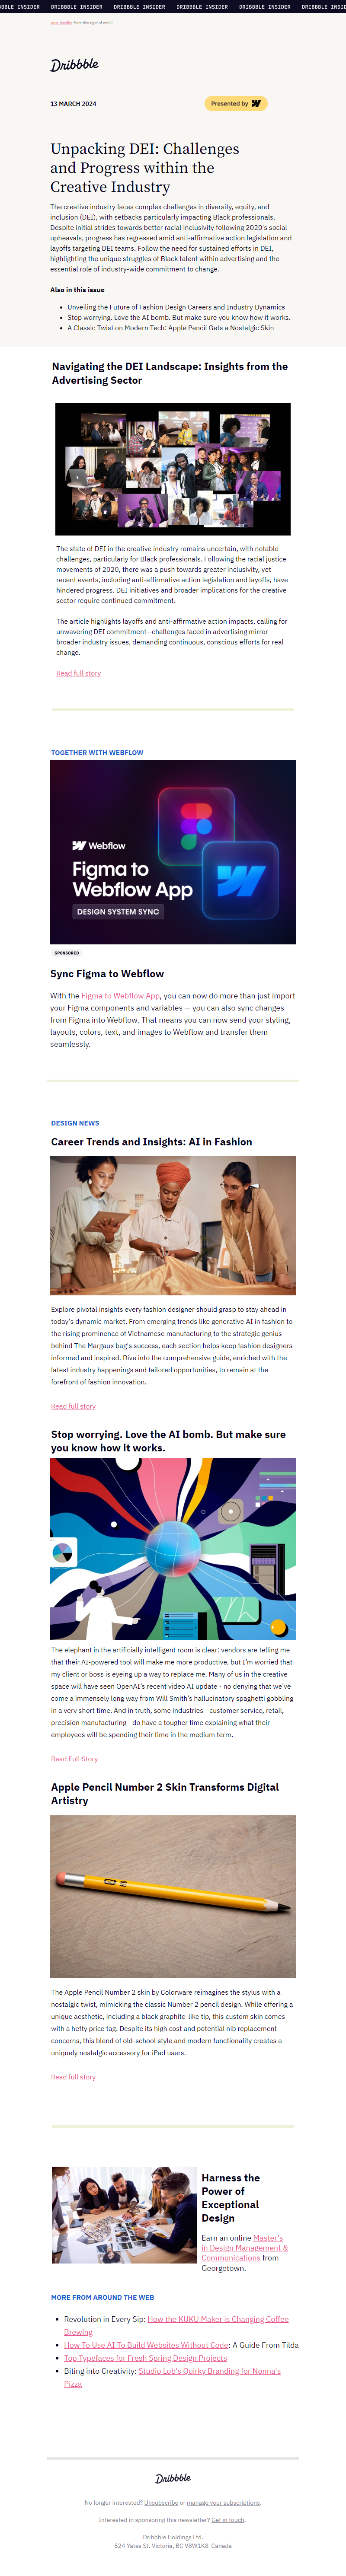 DRIBBBLE INSIDER DRIBBBLE INSIDER DRIBBBLE INSIDER DRIBBBLE INSIDER
unsubscribe from this type of email.
Dribbble
13 MARCH 2024
Presented by
Unpacking DEI: Challenges
and Progress within the
Creative Industry
The creative industry faces complex challenges in diversity, equity, and
inclusion (DEI), with setbacks particularly impacting Black professionals.
Despite initial strides towards better racial inclusivity following 2020's social
upheavals, progress has regressed amid anti-affirmative action legislation and
layoffs targeting DEI teams. Follow the need for sustained efforts in DEI,
highlighting the unique struggles of Black talent within advertising and the
essential role of industry-wide commitment to change.
Also in this issue
• Unveiling the Future of Fashion Design Careers and Industry Dynamics
• Stop worrying. Love the AI bomb. But make sure you know how it works.
• A Classic Twist on Modern Tech: Apple Pencil Gets a Nostalgic Skin
Navigating the DEI Landscape: Insights from the
Advertising Sector
The state of DEI in the creative industry remains uncertain, with notable
challenges, particularly for Black professionals. Following the racial justice
movements of 2020, there was a push towards greater inclusivity, yet
recent events, including anti-affirmative action legislation and layoffs, have
hindered progress. DEI initiatives and broader implications for the creative
sector require continued commitment.
The article highlights layoffs and anti-affirmative action impacts, calling for
unwavering DEI commitment—challenges faced in advertising mirror
broader industry issues, demanding continuous, conscious efforts for real
change.
Read full story
TOGETHER WITH WEBFLOW
Webflow
Figma to
Webflow App
DESIGN SYSTEM SYNC
SPONSORED
Sync Figma to Webflow
With the Figma to Webflow App, you can now do more than just import
your Figma components and variables — you can also sync changes
from Figma into Webflow. That means you can now send your styling,
layouts, colors, text, and images to Webflow and transfer them
seamlessly.
DESIGN NEWS
Career Trends and Insights: AI in Fashion
Explore pivotal insights every fashion designer should grasp to stay ahead in
today's dynamic market. From emerging trends like generative AI in fashion to
the rising prominence of Vietnamese manufacturing to the strategic genius
behind The Margaux bag's success, each section helps keep fashion designers
informed and inspired. Dive into the comprehensive guide, enriched with the
latest industry happenings and tailored opportunities, to remain at the
forefront of fashion innovation.
Read full story
Stop worrying. Love the AI bomb. But make sure
you know how it works.
The elephant in the artificially intelligent room is clear: vendors are telling me
that their AI-powered tool will make me more productive, but I'm worried that
my client or boss is eyeing up a way to replace me. Many of us in the creative
space will have seen OpenAI's recent video AI update - no denying that we've
come a immensely long way from Will Smith's hallucinatory spaghetti gobbling
in a very short time. And in truth, some industries - customer service, retail,
precision manufacturing - do have a tougher time explaining what their
employees will be spending their time in the medium term.
Read Full Story
Apple Pencil Number 2 Skin Transforms Digital
Artistry
The Apple Pencil Number 2 skin by Colorware reimagines the stylus with a
nostalgic twist, mimicking the classic Number 2 pencil design. While offering a
unique aesthetic, including a black graphite-like tip, this custom skin comes
with a hefty price tag. Despite its high cost and potential nib replacement
concerns, this blend of old-school style and modern functionality creates a
uniquely nostalgic accessory for iPad users.
Read full story
Harness the
Power of
Exceptional
Design
Earn an online Master's
in Design Management &
Communications from
Georgetown.
MORE FROM AROUND THE WEB
• Revolution in Every Sip: How the KUKU Maker is Changing Coffee
Brewing
• How To Use AI To Build Websites Without Code: A Guide From Tilda
• Top Typefaces for Fresh Spring Design Projects
• Biting into Creativity: Studio Lob's Quirky Branding for Nonna's
Pizza
Dribbble
No longer interested? Unsubscribe or manage your subscriptions.
Interested in sponsoring this newsletter? Get in touch.
Dribbble Holdings Ltd.
524 Yates St. Victoria, BC V8W1K8 Canada